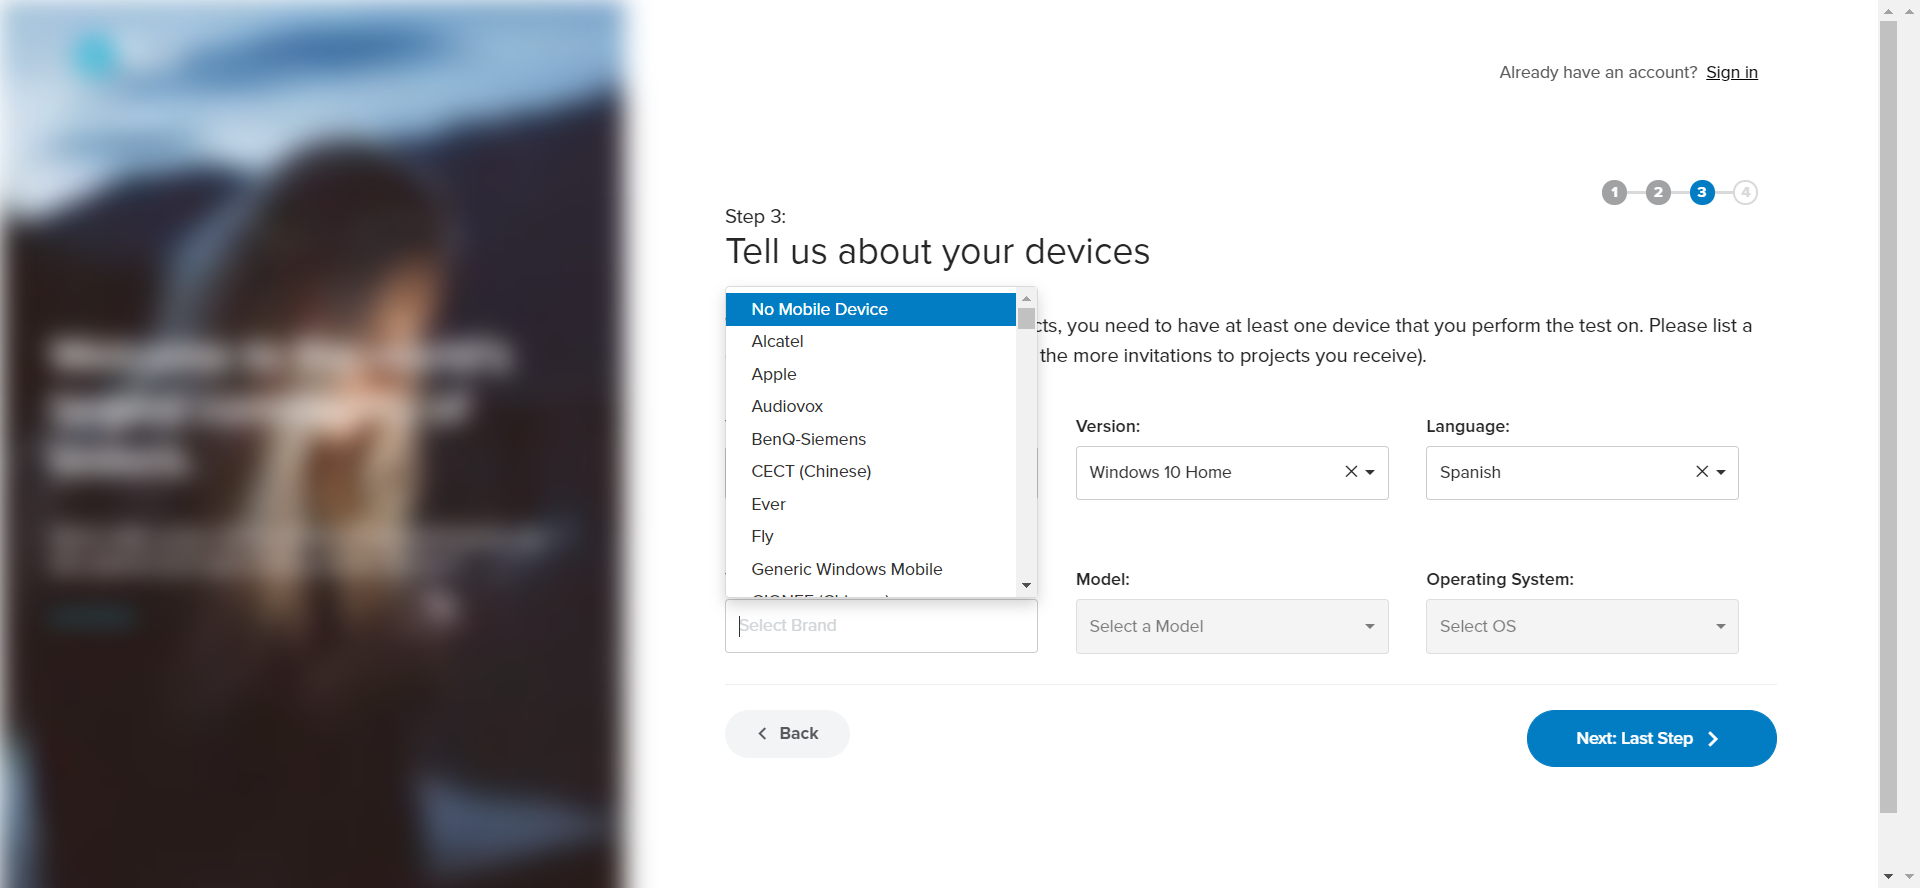 Already have an account? Sign in
1 2 3 4
Step 3:
Tell us about your devices
cts, you need to have at least one device that you perform the test on. Please list a
the more invitations to projects you receive).
No Mobile Device
Alcatel
Apple
Audiovox
BenQ-Siemens
CECT (Chinese)
Ever
Fly
Generic Windows Mobile
Version:
Windows 10 Home
Language:
Spanish
Select Brand
Model:
Select a Model
Operating System:
Select OS
Back
Next: Last Step